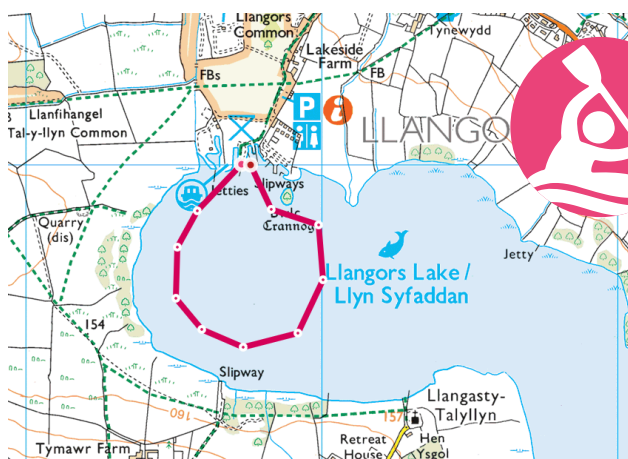 Llangors
Common
Tynewydd
Lakeside
Farm
FBs
FB
Llanfihangel
Tal-y-llyn Common
P
i
LLANGO
Jetties
Slipways
Crannog
Quarry
(dis)
Jetty
Llangors Lake /
Llyn Syfaddan
154
Slipway
160
157
Llangasty-
Talyllyn
Tymawr Farm
Retreat
House
Hen
Ysgol